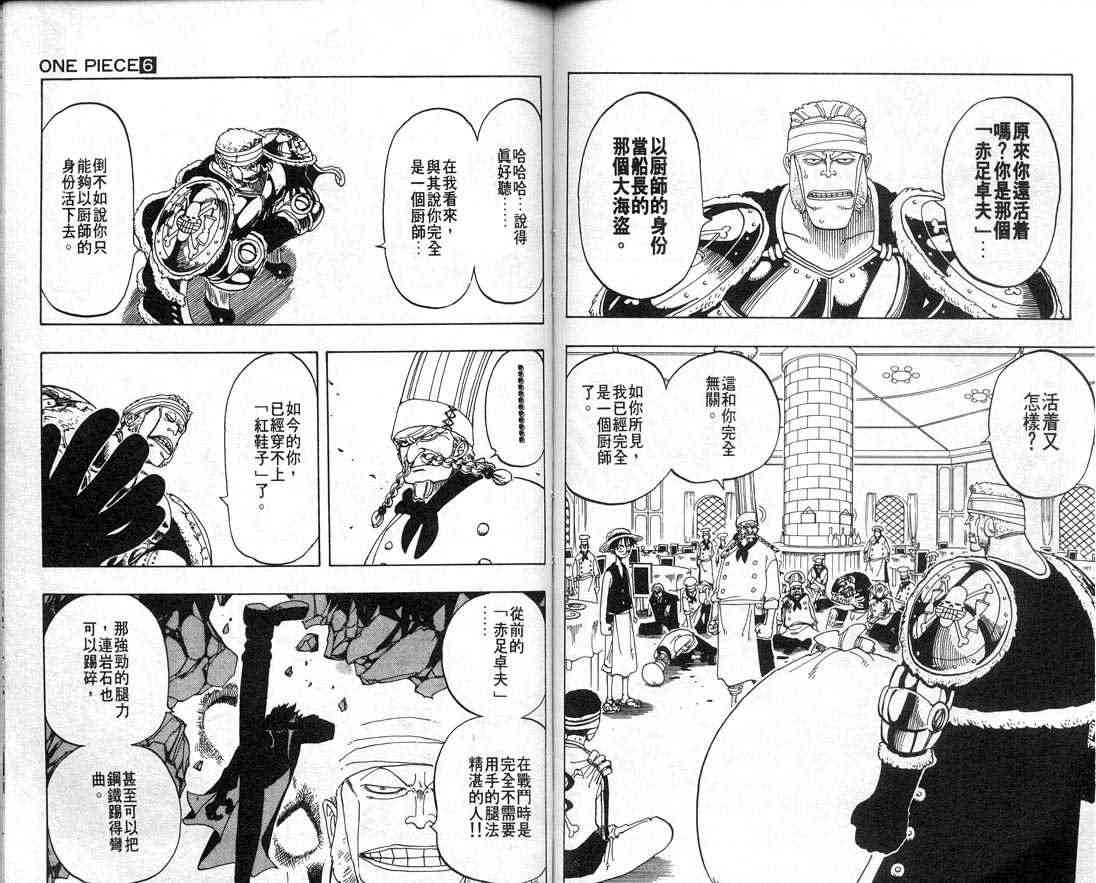 原來你還活着
嗎？你是那個
「赤足卓夫」…
以厨師的身份
當船長的
那個大海盜。
活着又
怎樣？
這和你完全
無關。
如你所見，
我已經完全
是一個厨師
了。
ONE PIECE 6
哈哈哈…說得
眞好聽……
在我看來，
與其說你完全
是一個厨師…
倒不如說你只
能夠以厨師的
身份活下去。
…………
如今的你，
已經穿不上
「紅鞋子」了。
從前的
「赤足卓夫」
……
在戰鬥時是
完全不需要
用手的腿法
精湛的人!!
那強勁的腿力
，連岩石也
可以踢碎，
甚至可以把
鋼鐵踢得彎
曲。